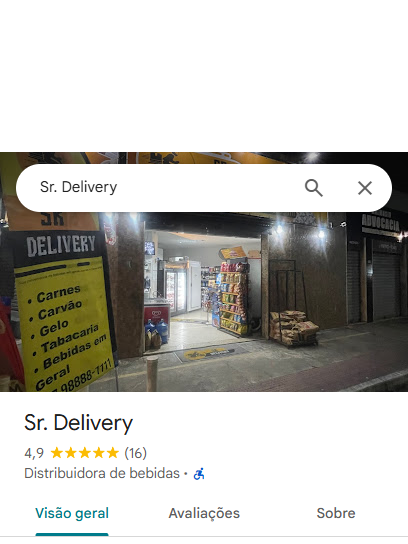 Sr. Delivery
SR
DELIVERY
ADVOCACIA
• Carnes
• Carvão
• Gelo
• Tabacaria
• Bebidas em
Geral
98888-1111
Sr. Delivery
4,9 ★★★★★ (16)
Distribuidora de bebidas •
Visão geral Avaliações Sobre